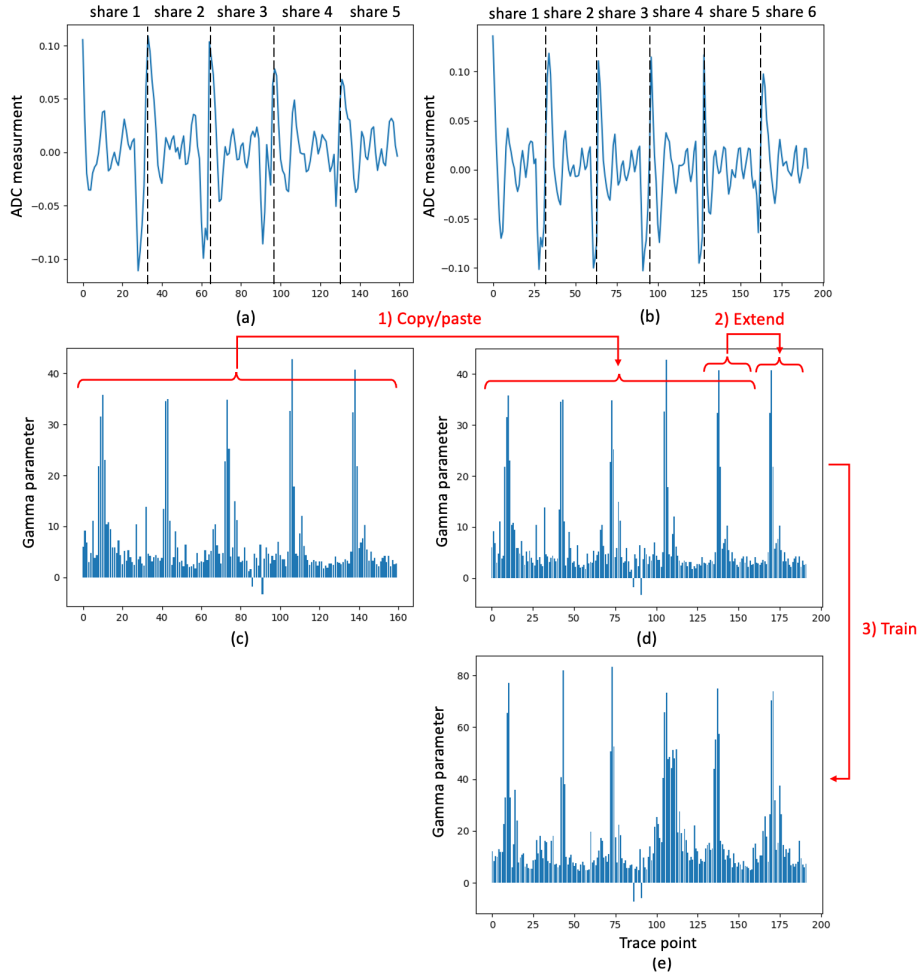 share 1 share 2 share 3 share 4 share 5
share 1 share 2 share 3 share 4 share 5 share 6
ADC measurment
0.10
0.05
0.00
−0.05
−0.10
0 20 40 60 80 100 120 140 160
(a)
ADC measurment
0.10
0.05
0.00
−0.05
−0.10
0 25 50 75 100 125 150 175 200
(b)
1) Copy/paste
2) Extend
Gamma parameter
40
30
20
10
0
0 20 40 60 80 100 120 140 160
(c)
Gamma parameter
40
30
20
10
0
0 25 50 75 100 125 150 175 200
(d)
3) Train
Gamma parameter
80
60
40
20
0
0 25 50 75 100 125 150 175 200
Trace point
(e)